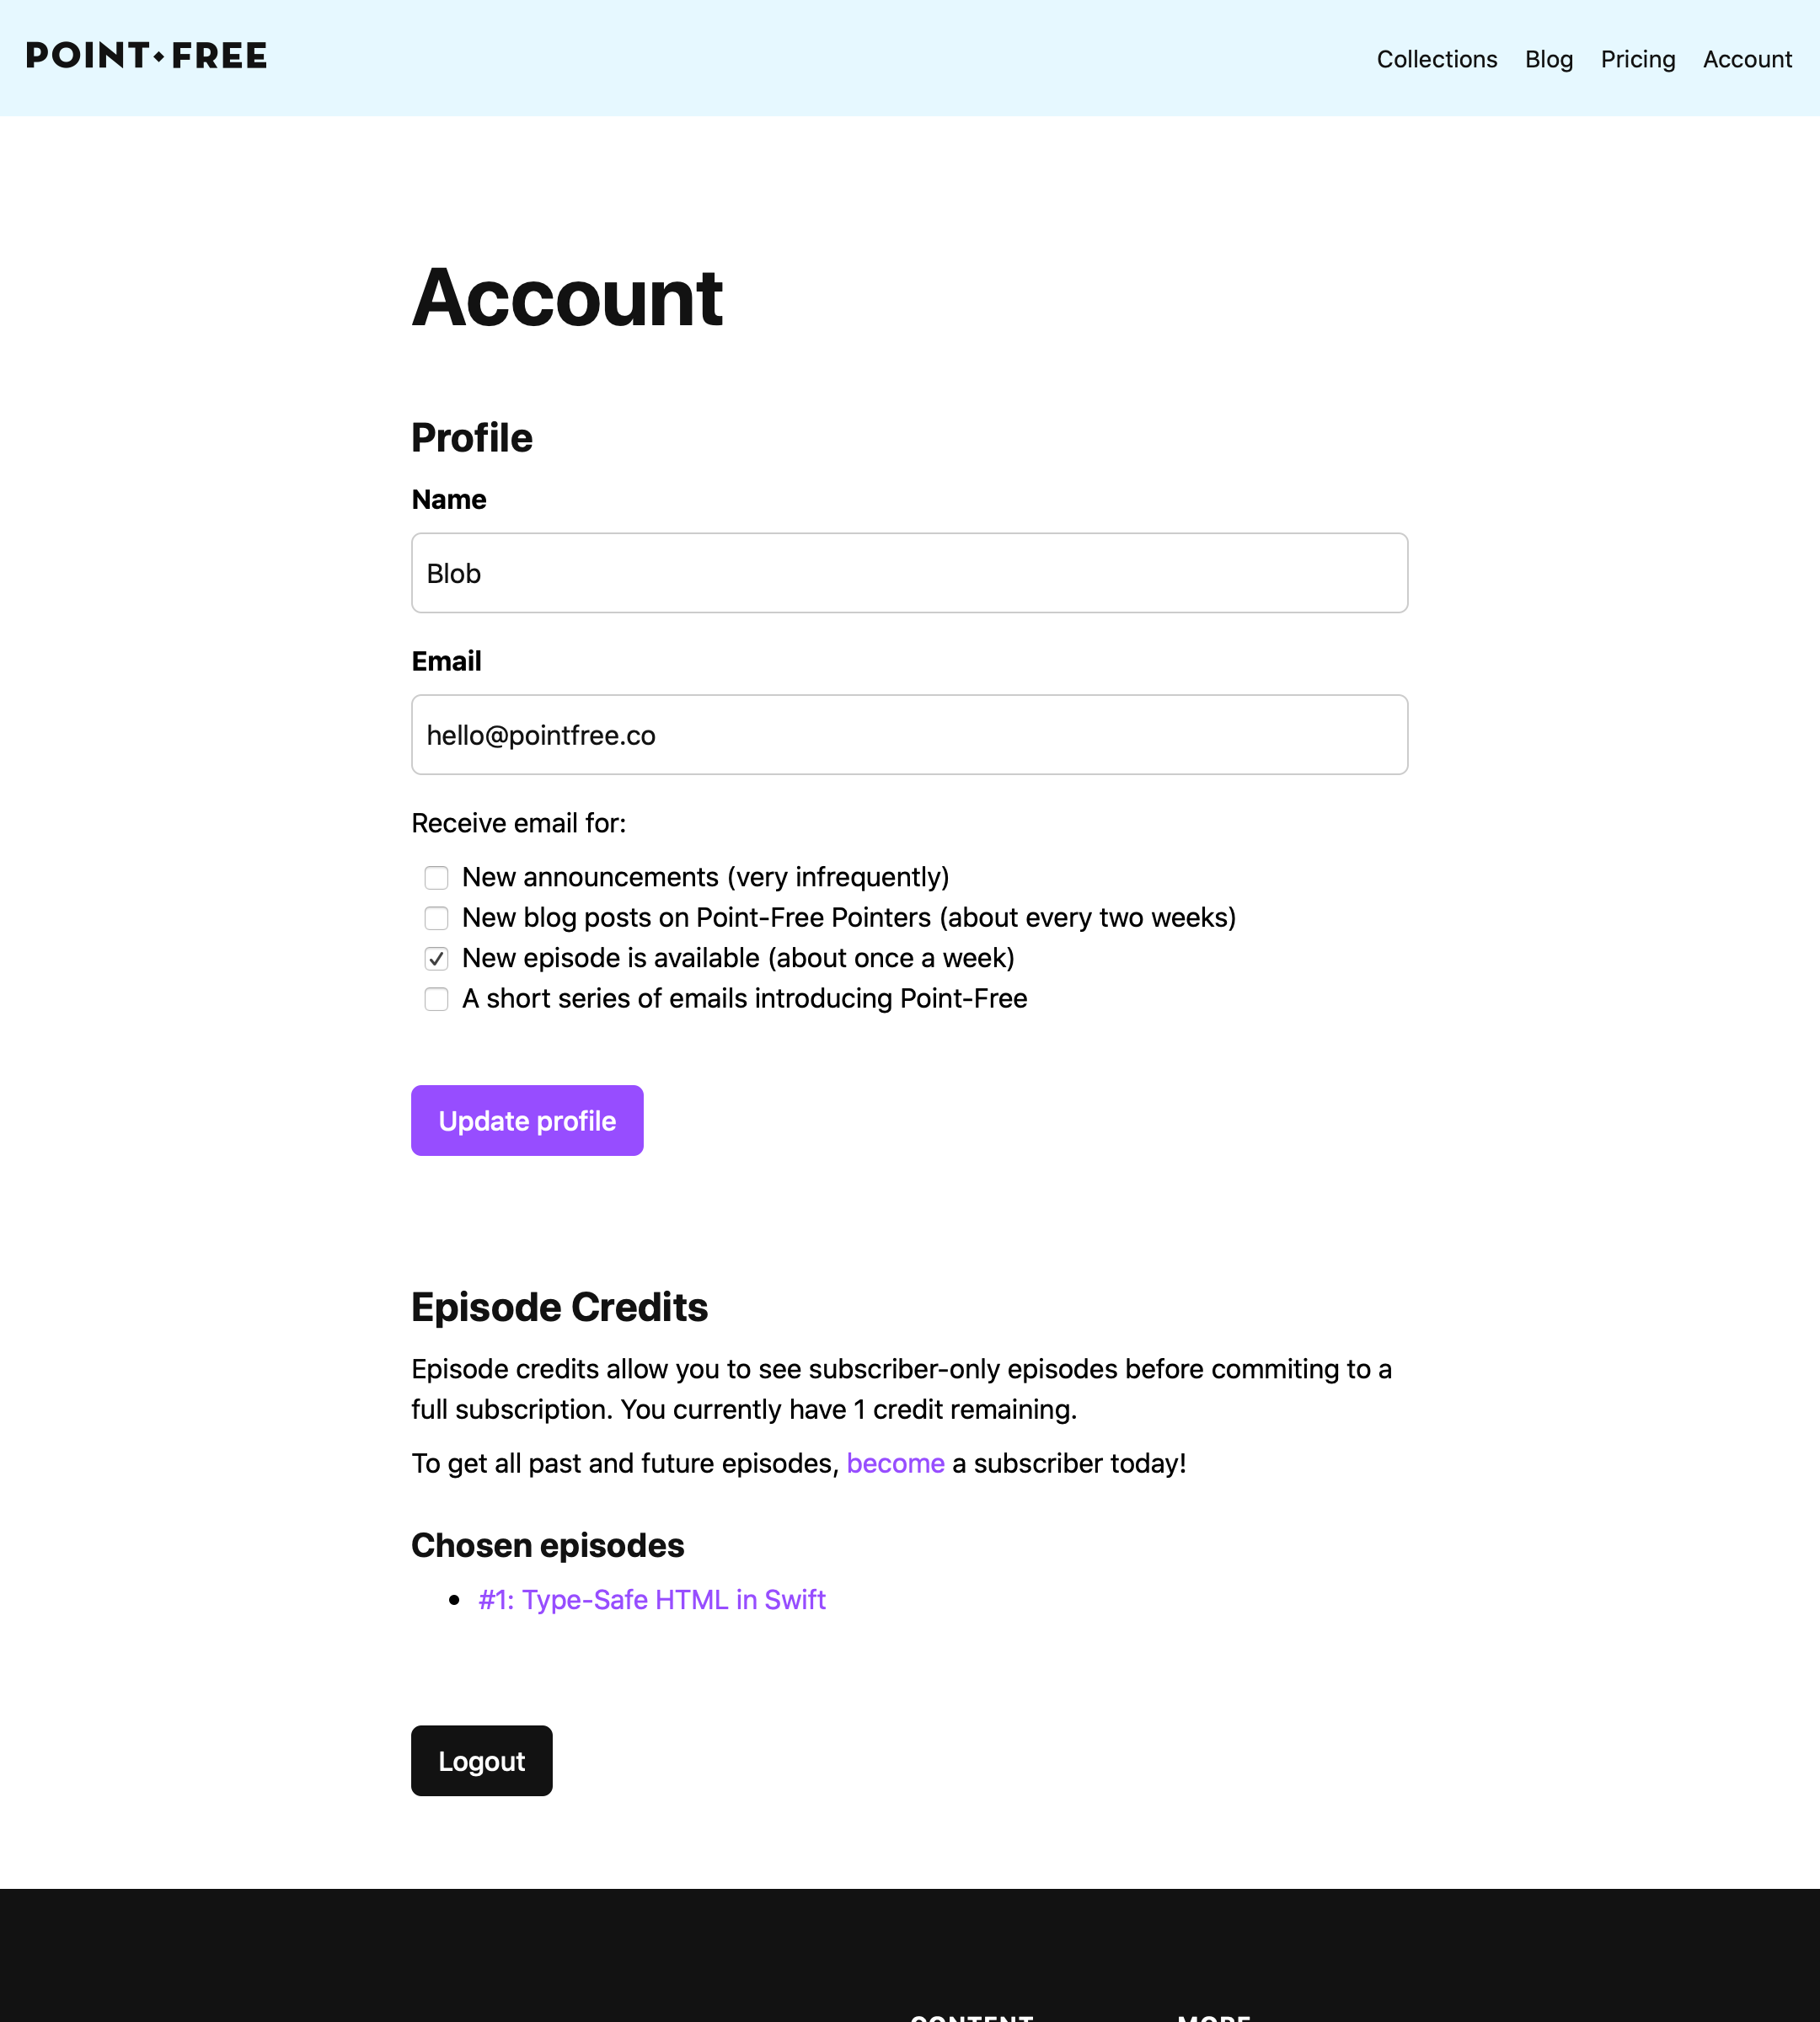 POINT⬥FREE
Collections Blog Pricing Account
Account
Profile
Name
Blob
Email
hello@pointfree.co
Receive email for:
New announcements (very infrequently)
New blog posts on Point-Free Pointers (about every two weeks)
New episode is available (about once a week)
A short series of emails introducing Point-Free
Update profile
Episode Credits
Episode credits allow you to see subscriber-only episodes before commiting to a
full subscription. You currently have 1 credit remaining.
To get all past and future episodes, become a subscriber today!
Chosen episodes
• #1: Type-Safe HTML in Swift
Logout
CONTENT MORE